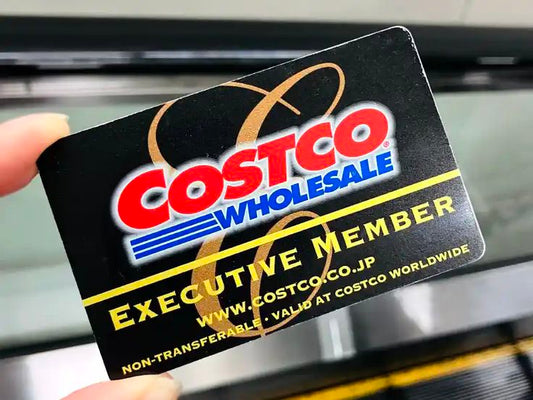 COSTCO
WHOLESALE
EXECUTIVE MEMBER
WWW.COSTCO.CO.JP
NON-TRANSFERABLE • VALID AT COSTCO WORLDWIDE